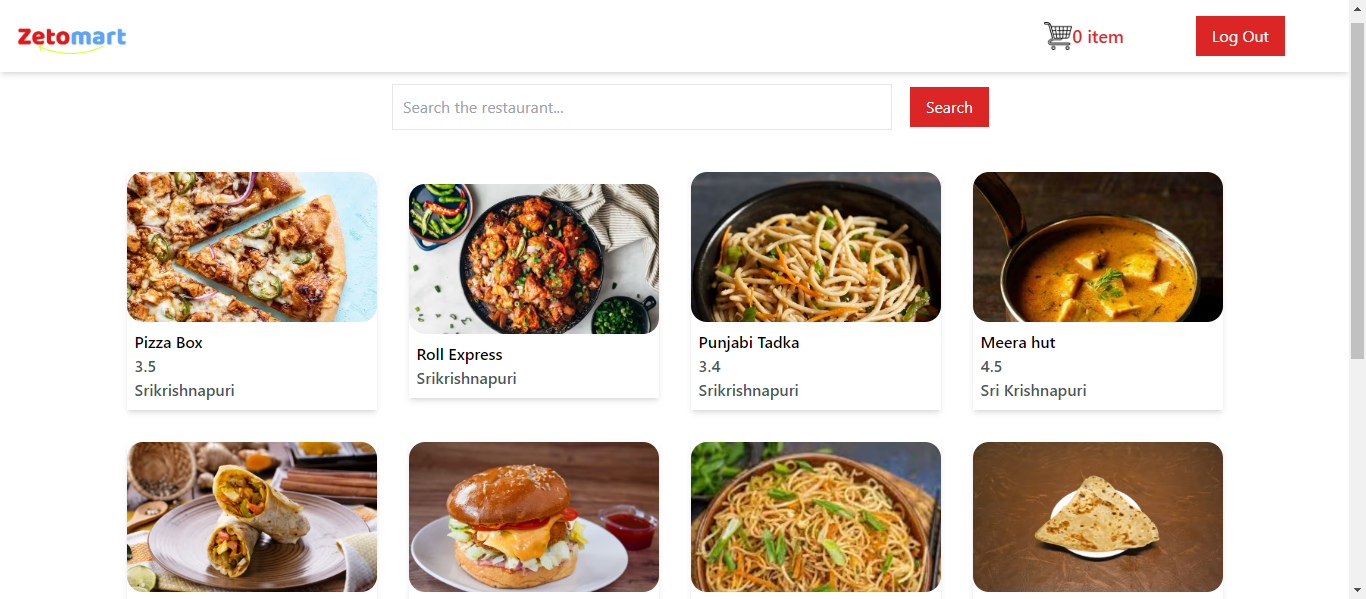 Zetomart
0 item
Log Out
Search the restaurant...
Search
Pizza Box
3.5
Srikrishnapuri
Roll Express
Srikrishnapuri
Punjabi Tadka
3.4
Srikrishnapuri
Meera hut
4.5
Sri Krishnapuri